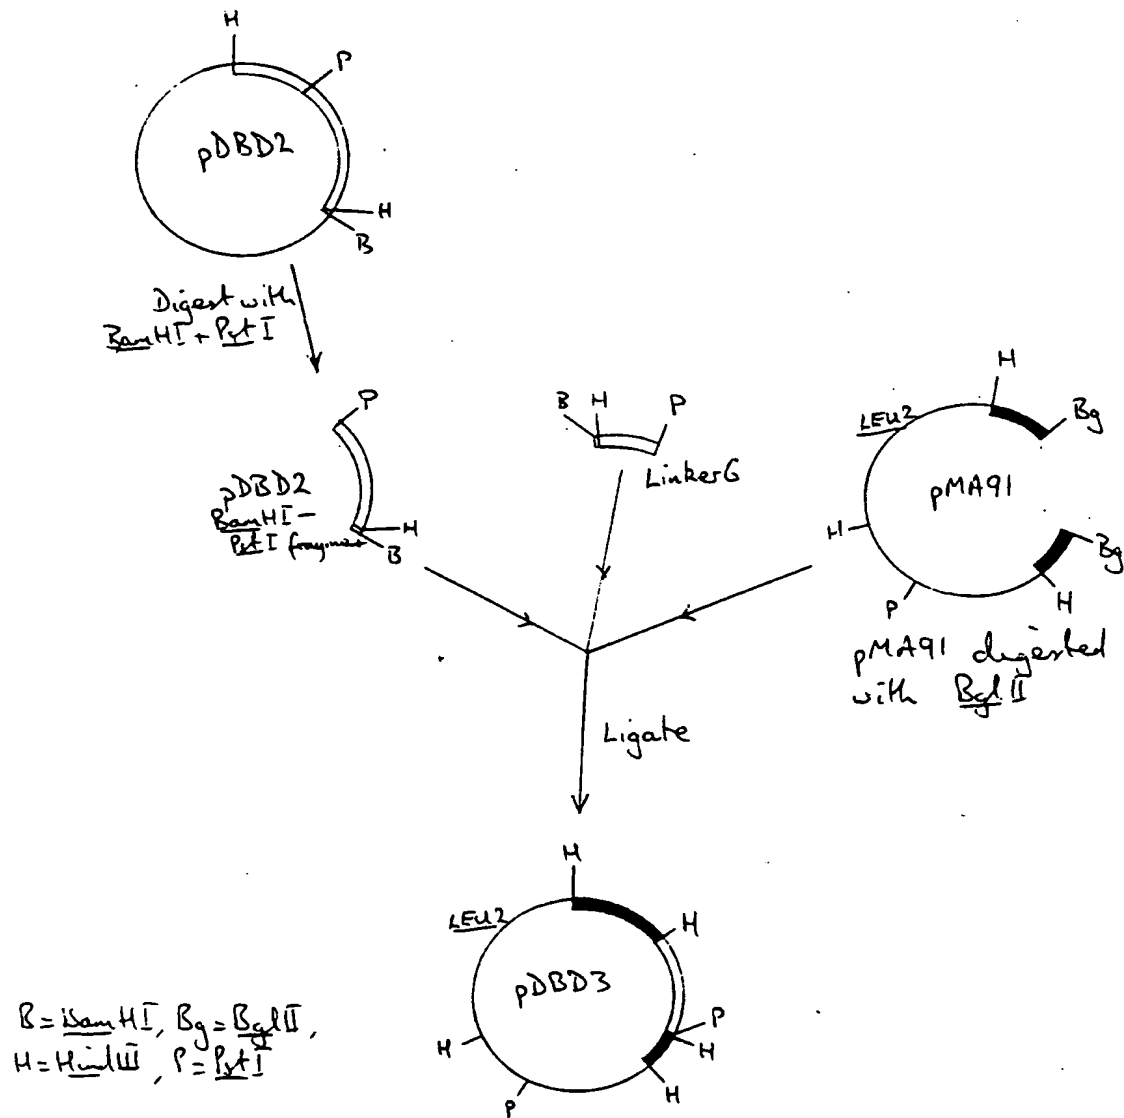 H
P
pDBD2
H
B
Digest with
BamHI + PstI
P
pDBD2
BamHI-
PstI fragment
H
B
B
H
P
Linker G
H
Bg
LEU2
pMA91
H
Bg
P
H
pMA91 digested
with BglII
Ligate
H
LEU2
H
pDBD3
P
H
H
P
H
B = BamHI, Bg = BglII,
H = HindIII, P = PstI